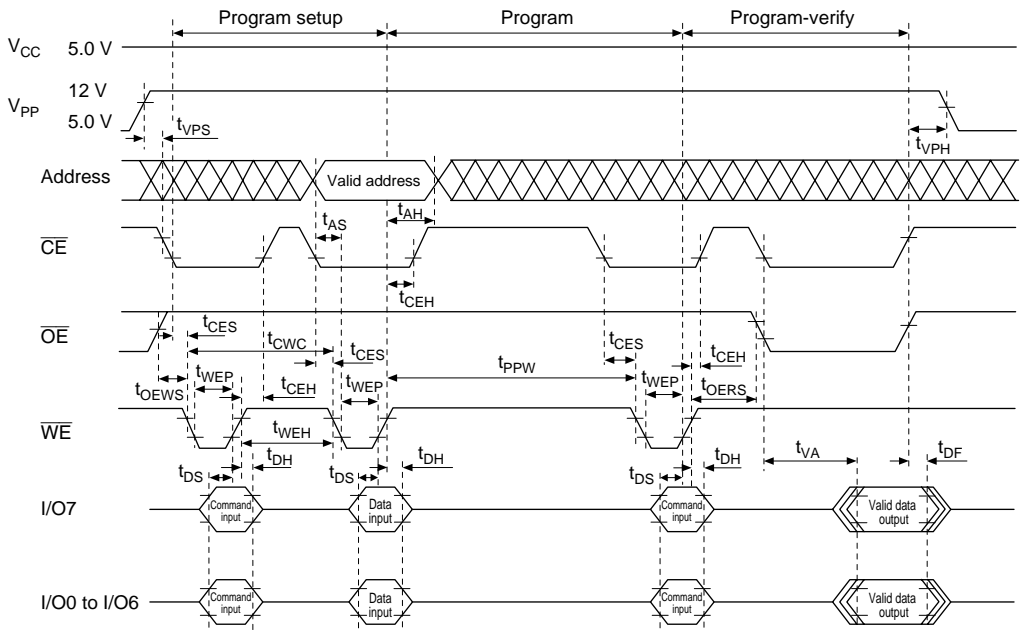 Program setup Program Program-verify
VCC 5.0 V
12 V
VPP
5.0 V
tVPS
tVPH
Address Valid address
tAS tAH
CE
tCEH
OE
tCES tCWC tCES tCES tCEH
tPPW
tOEWS tWEP tCEH tWEP tWEP tOERS
WE
tWEH
tVA
tDS tDH tDS tDH tDS tDH tDF
I/O7 Command input Data input Command input Valid data output
I/O0 to I/O6 Command input Data input Command input Valid data output